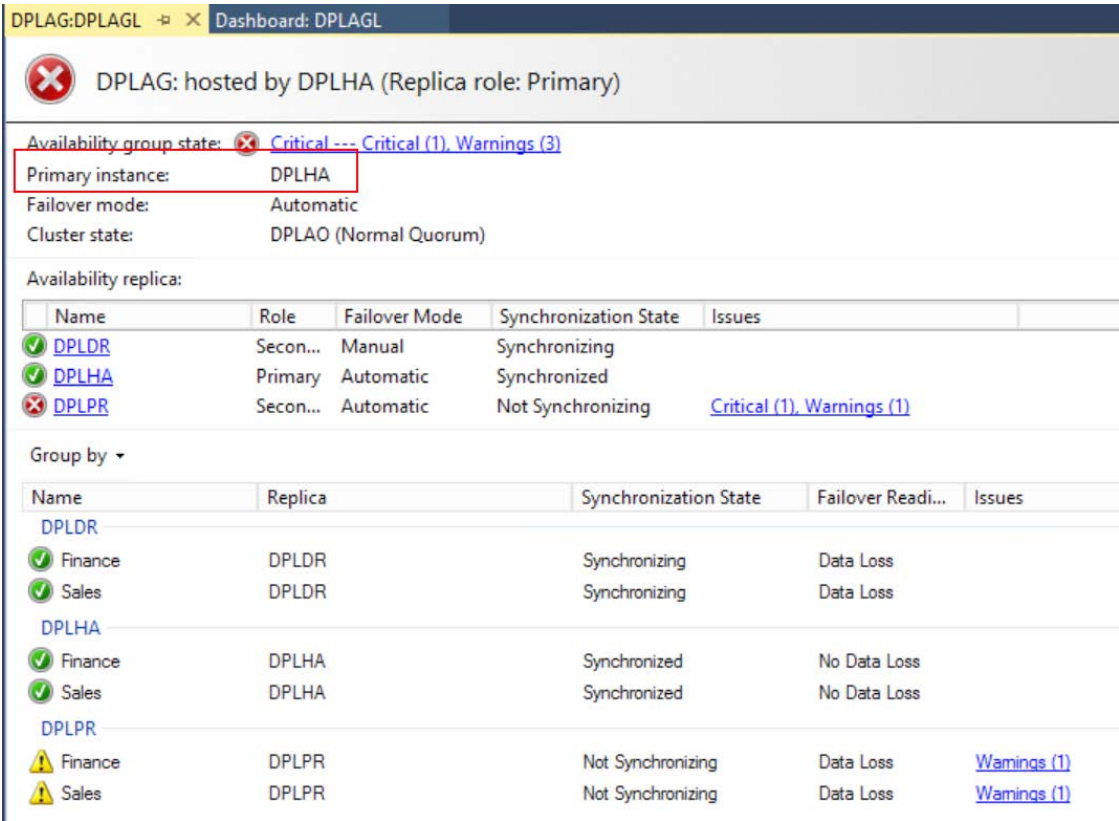 DPLAG:DPLAGL Dashboard: DPLAGL
DPLAG: hosted by DPLHA (Replica role: Primary)
Availability group state: Critical --- Critical (1), Warnings (3)
Primary instance: DPLHA
Failover mode: Automatic
Cluster state: DPLAO (Normal Quorum)
Availability replica:
Name Role Failover Mode Synchronization State Issues
DPLDR Secon... Manual Synchronizing
DPLHA Primary Automatic Synchronized
DPLPR Secon... Automatic Not Synchronizing Critical (1), Warnings (1)
Group by
Name Replica Synchronization State Failover Readi... Issues
DPLDR
Finance DPLDR Synchronizing Data Loss
Sales DPLDR Synchronizing Data Loss
DPLHA
Finance DPLHA Synchronized No Data Loss
Sales DPLHA Synchronized No Data Loss
DPLPR
Finance DPLPR Not Synchronizing Data Loss Warnings (1)
Sales DPLPR Not Synchronizing Data Loss Warnings (1)